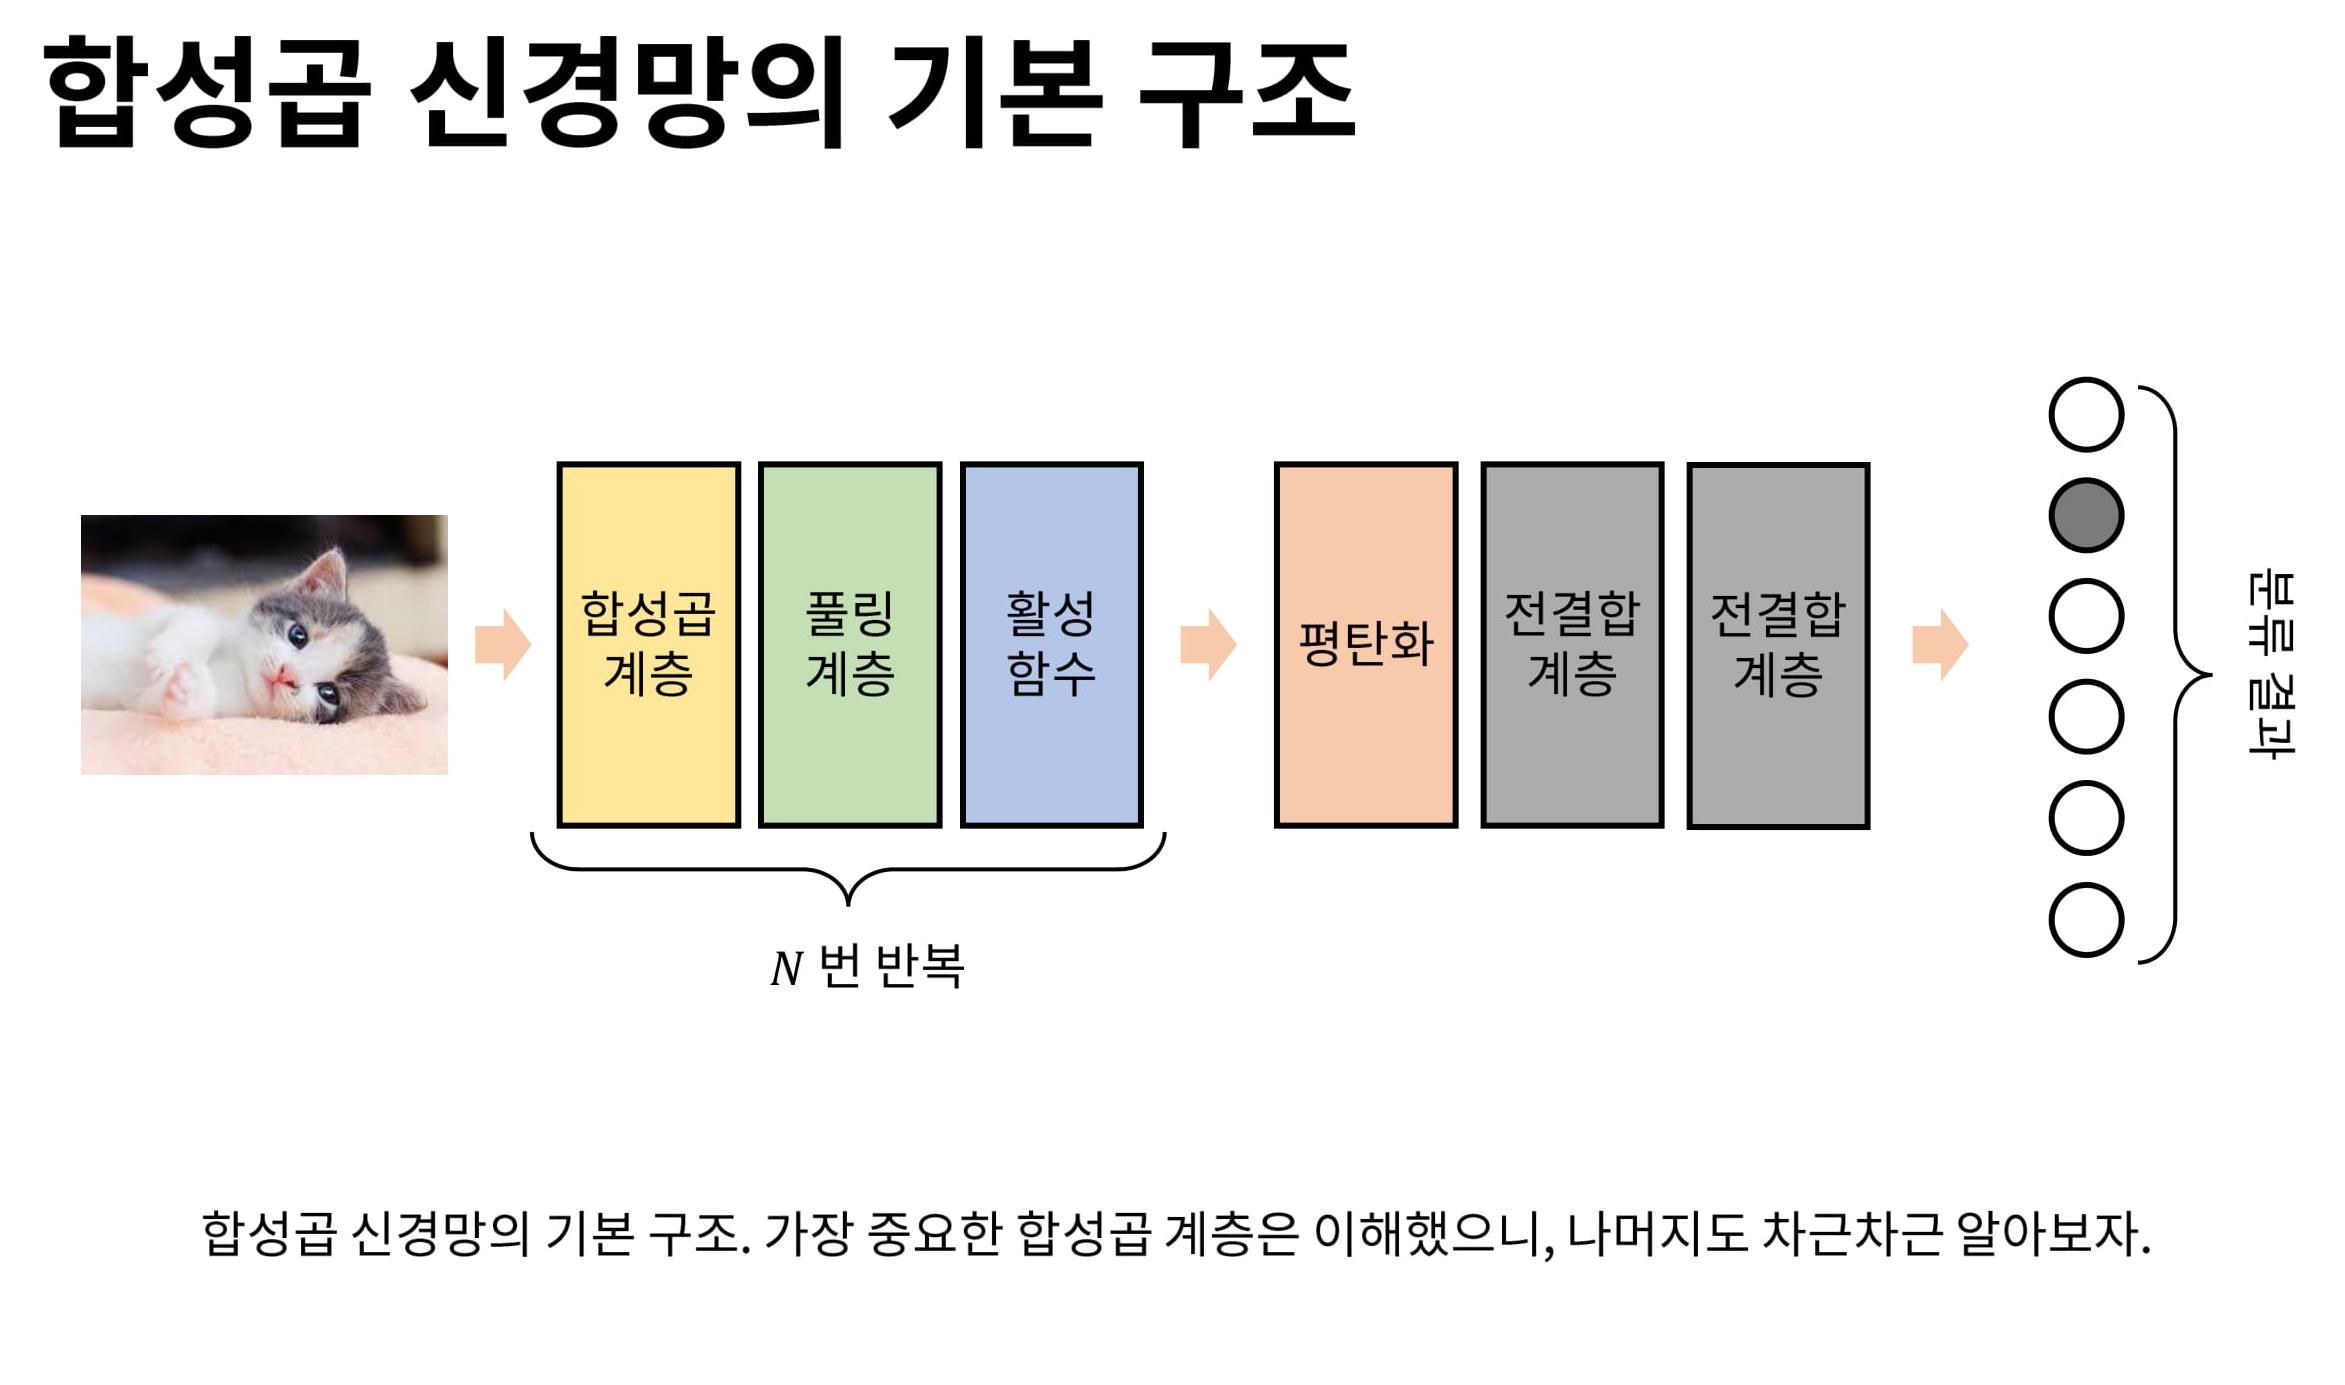 합성곱 신경망의 기본 구조
합성곱
계층
풀링
계층
활성
함수
평탄화
전결합
계층
전결합
계층
분류 결과
N 번 반복
합성곱 신경망의 기본 구조. 가장 중요한 합성곱 계층은 이해했으니, 나머지도 차근차근 알아보자.